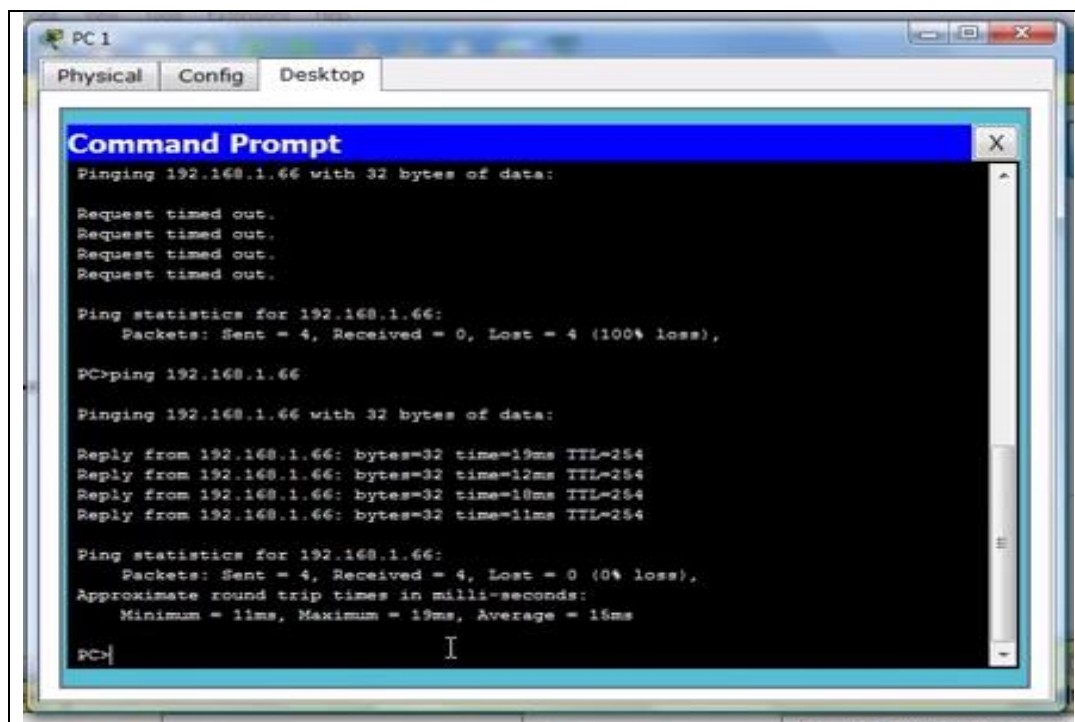 PC 1
Physical Config Desktop
Command Prompt
X
Pinging 192.168.1.66 with 32 bytes of data:
Request timed out.
Request timed out.
Request timed out.
Request timed out.
Ping statistics for 192.168.1.66:
Packets: Sent = 4, Received = 0, Lost = 4 (100% loss),
PC>ping 192.168.1.66
Pinging 192.168.1.66 with 32 bytes of data:
Reply from 192.168.1.66: bytes=32 time=19ms TTL=254
Reply from 192.168.1.66: bytes=32 time=12ms TTL=254
Reply from 192.168.1.66: bytes=32 time=18ms TTL=254
Reply from 192.168.1.66: bytes=32 time=11ms TTL=254
Ping statistics for 192.168.1.66:
Packets: Sent = 4, Received = 4, Lost = 0 (0% loss),
Approximate round trip times in milli-seconds:
Minimum = 11ms, Maximum = 19ms, Average = 15ms
PC>